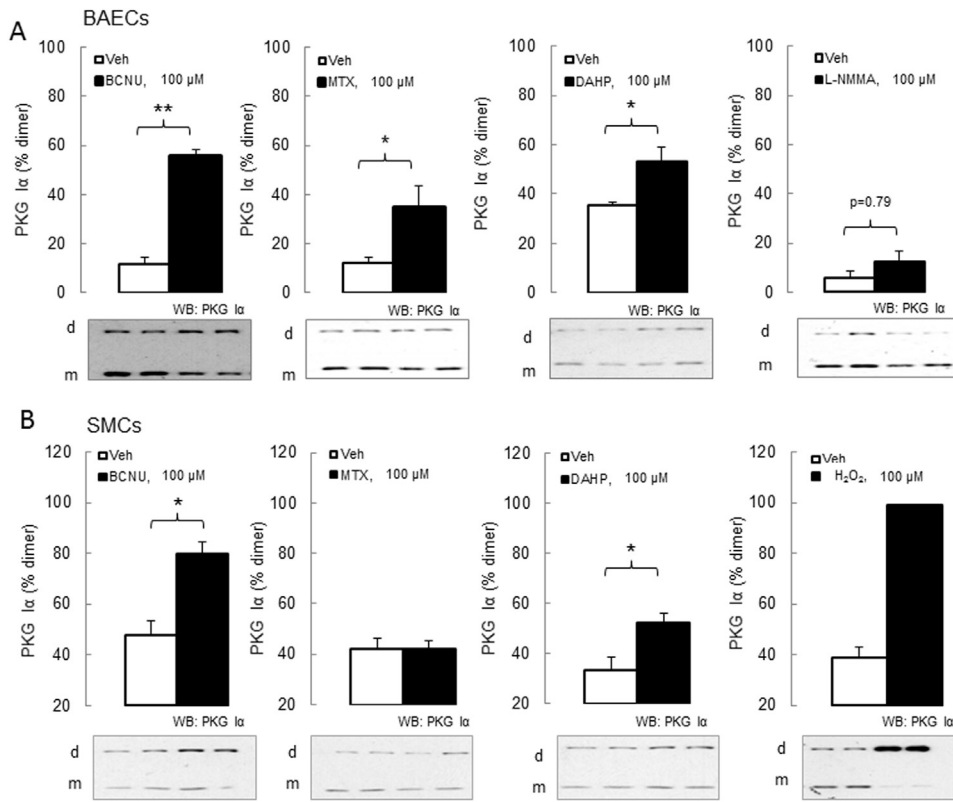 A
BAECs
PKG Iα (% dimer)
100
80
60
40
20
0
Veh
BCNU, 100 µM
**
WB: PKG Iα
d
m
PKG Iα (% dimer)
100
80
60
40
20
0
Veh
MTX, 100 µM
*
WB: PKG Iα
PKG Iα (% dimer)
100
80
60
40
20
0
Veh
DAHP, 100 µM
*
WB: PKG Iα
d
m
PKG Iα (% dimer)
100
80
60
40
20
0
Veh
L-NMMA, 100 µM
p=0.79
WB: PKG Iα
d
m
B
SMCs
PKG Iα (% dimer)
120
100
80
60
40
20
Veh
BCNU, 100 µM
*
WB: PKG Iα
d
m
PKG Iα (% dimer)
120
100
80
60
40
20
Veh
MTX, 100 µM
WB: PKG Iα
d
m
PKG Iα (% dimer)
120
100
80
60
40
20
Veh
DAHP, 100 µM
*
WB: PKG Iα
d
m
PKG Iα (% dimer)
120
100
80
60
40
20
Veh
H₂O₂, 100 µM
WB: PKG Iα
d
m